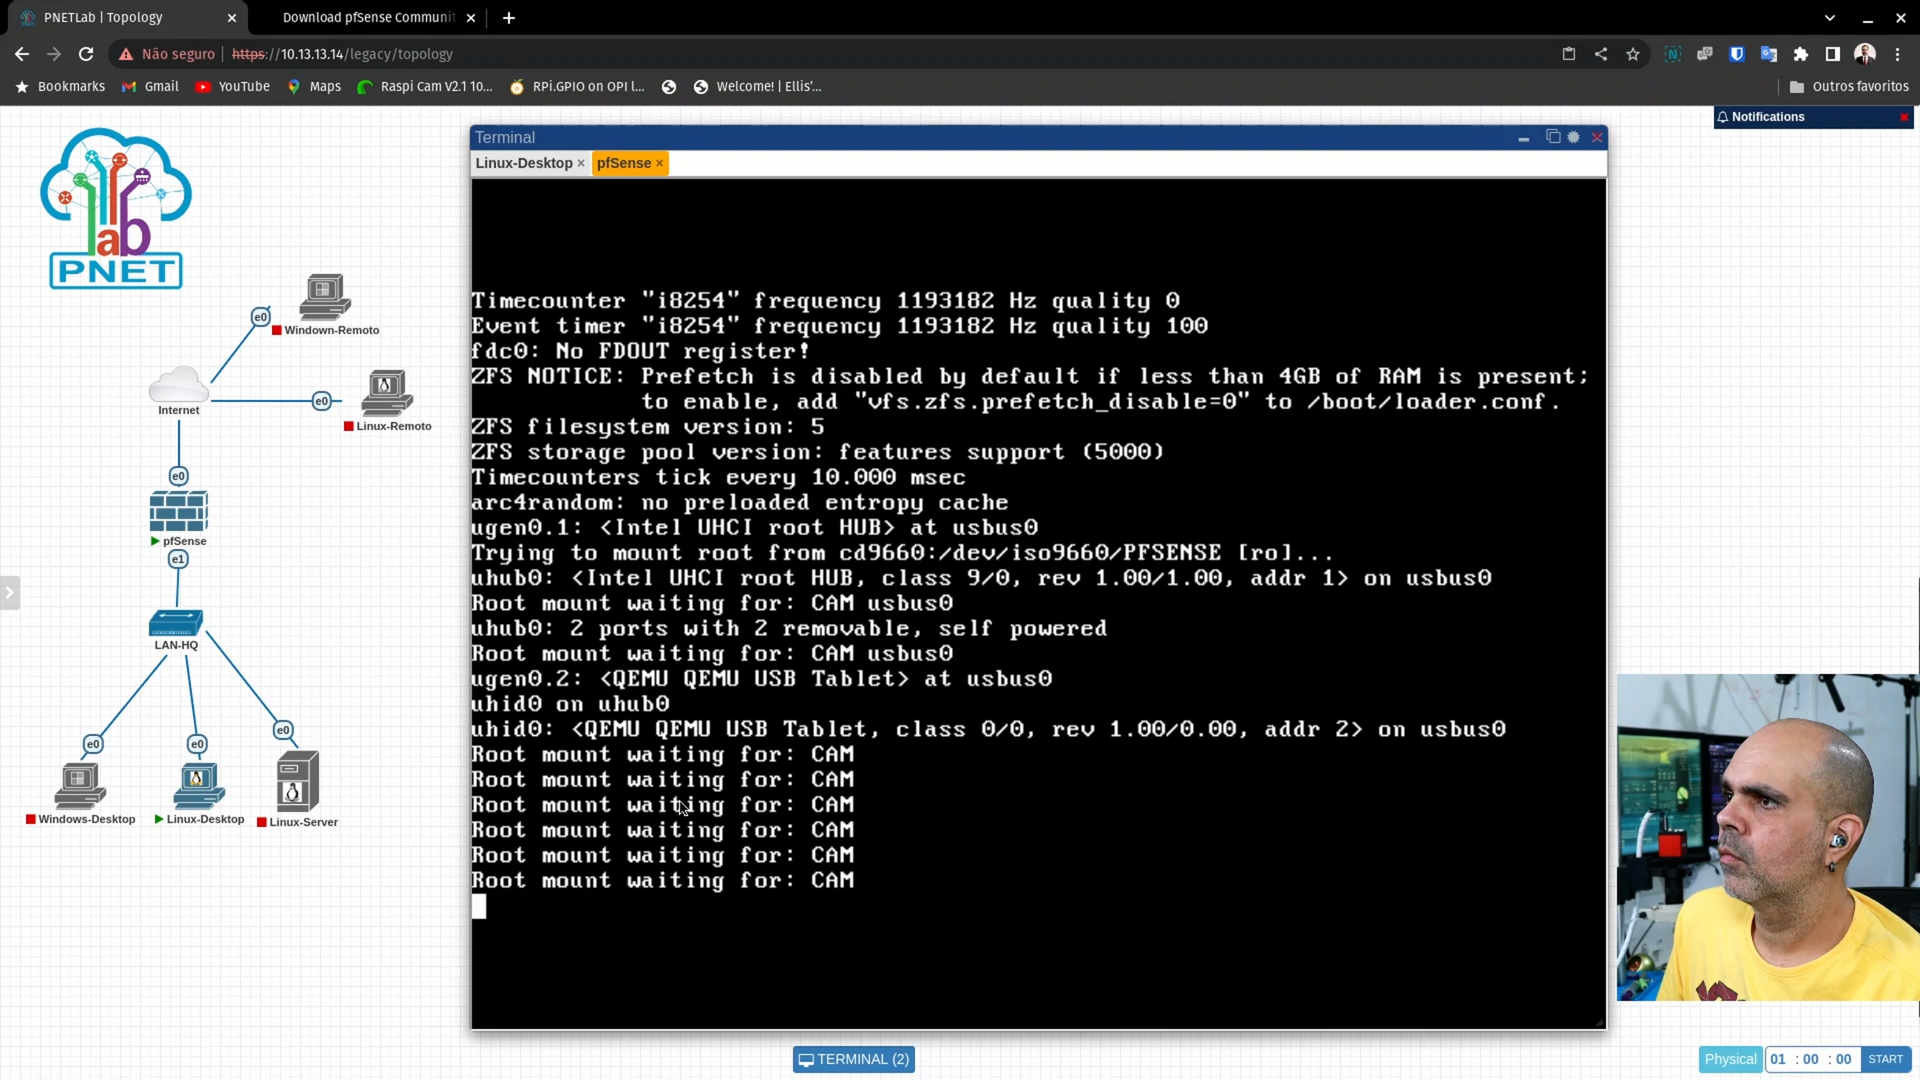 PNETLab | Topology
Download pfSense Communit
Não seguro
https://10.13.13.14/legacy/topology
Bookmarks
Gmail
YouTube
Maps
Raspi Cam V2.1 10...
RPi.GPIO on OPI l...
Welcome! | Ellis'...
Outros favoritos
Notifications
lab
PNET
e0
Windown-Remoto
Internet
e0
Linux-Remoto
e0
pfSense
e1
LAN-HQ
e0
e0
e0
Windows-Desktop
Linux-Desktop
Linux-Server
Terminal
Linux-Desktop
pfSense
Timecounter "i8254" frequency 1193182 Hz quality 0
Event timer "i8254" frequency 1193182 Hz quality 100
fdc0: No FDOUT register!
ZFS NOTICE: Prefetch is disabled by default if less than 4GB of RAM is present;
to enable, add "vfs.zfs.prefetch_disable=0" to /boot/loader.conf.
ZFS filesystem version: 5
ZFS storage pool version: features support (5000)
Timecounters tick every 10.000 msec
arc4random: no preloaded entropy cache
ugen0.1: <Intel UHCI root HUB> at usbus0
Trying to mount root from cd9660:/dev/iso9660/PFSENSE [ro]...
uhub0: <Intel UHCI root HUB, class 9/0, rev 1.00/1.00, addr 1> on usbus0
Root mount waiting for: CAM usbus0
uhub0: 2 ports with 2 removable, self powered
Root mount waiting for: CAM usbus0
ugen0.2: <QEMU QEMU USB Tablet> at usbus0
uhid0 on uhub0
uhid0: <QEMU QEMU USB Tablet, class 0/0, rev 1.00/0.00, addr 2> on usbus0
Root mount waiting for: CAM
Root mount waiting for: CAM
Root mount waiting for: CAM
Root mount waiting for: CAM
Root mount waiting for: CAM
Root mount waiting for: CAM
TERMINAL (2)
Physical
01 : 00 : 00
START